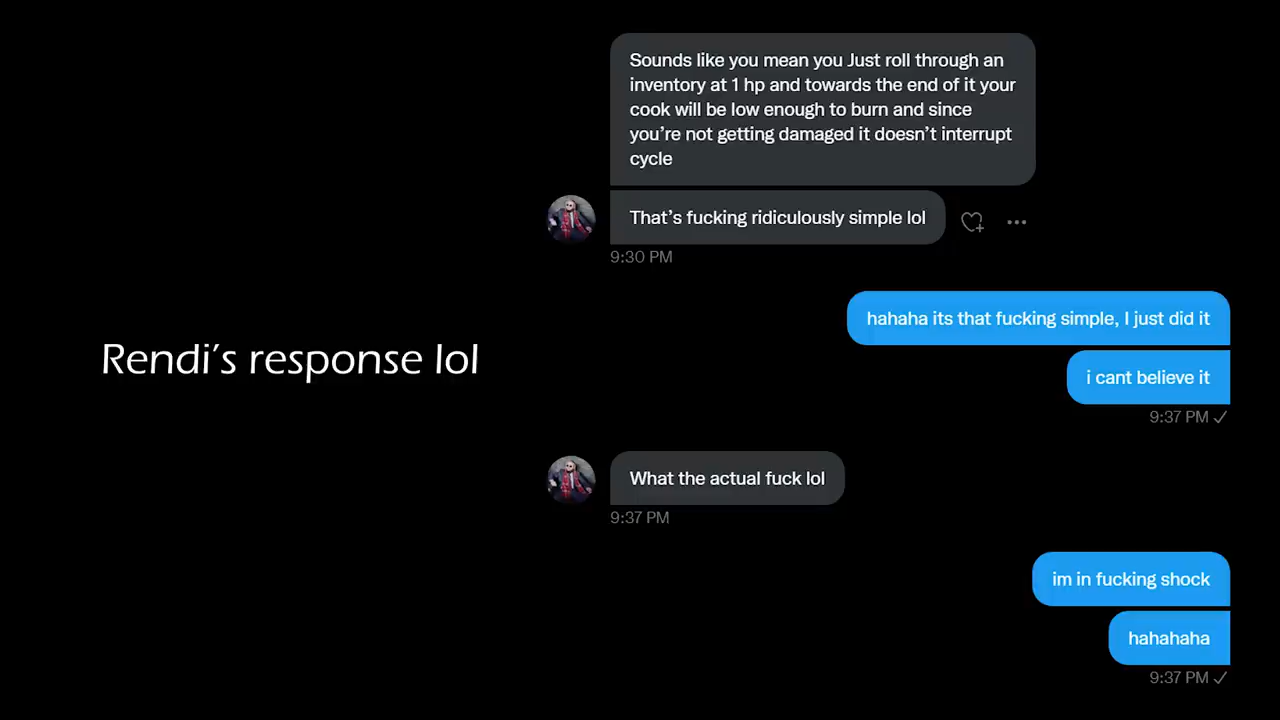 Sounds like you mean you Just roll through an
inventory at 1 hp and towards the end of it your
cook will be low enough to burn and since
you’re not getting damaged it doesn’t interrupt
cycle
That’s fucking ridiculously simple lol
9:30 PM
hahaha its that fucking simple, I just did it
Rendi’s response lol
i cant believe it
9:37 PM
What the actual fuck lol
9:37 PM
im in fucking shock
hahahaha
9:37 PM